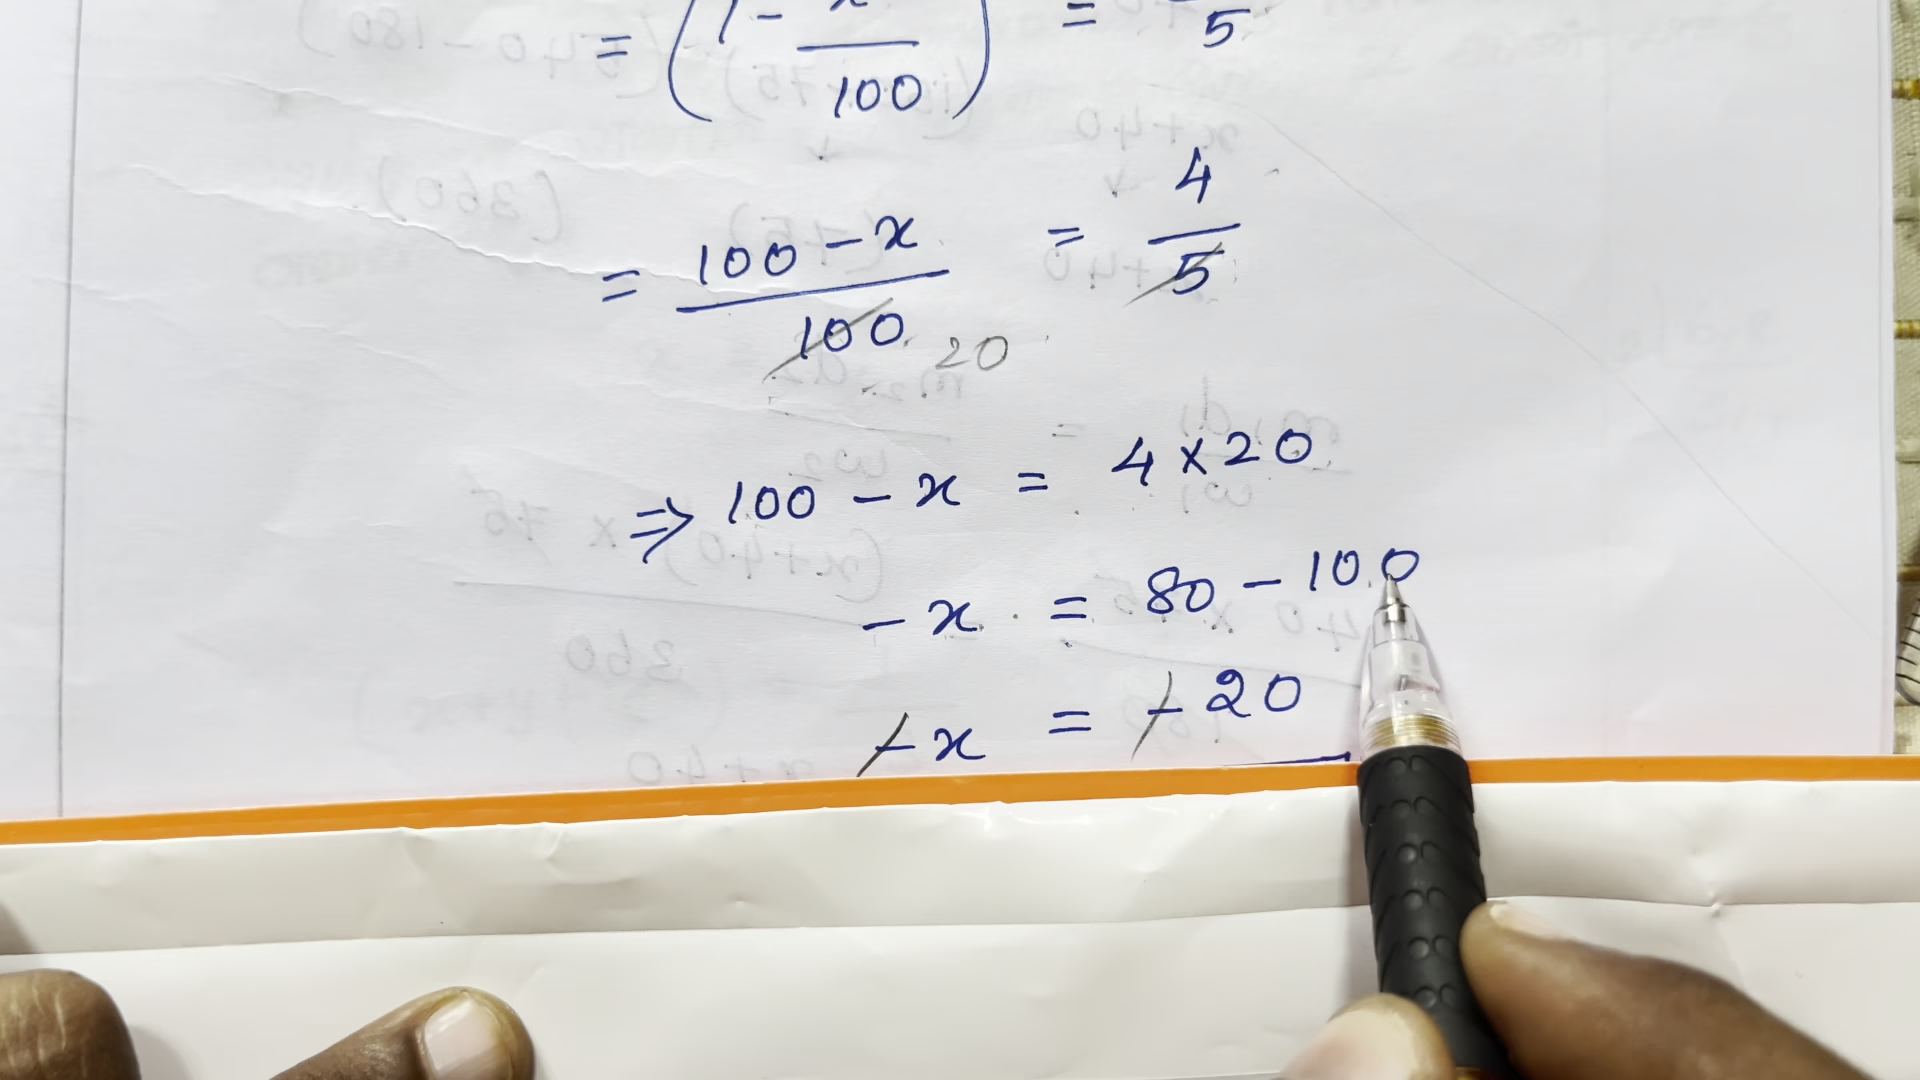 = (1 - x/100) = /5
= 100 - x / 100 20 = 4 / 5
⇒ 100 - x = 4 × 20
- x = 80 - 100
- x = - 20